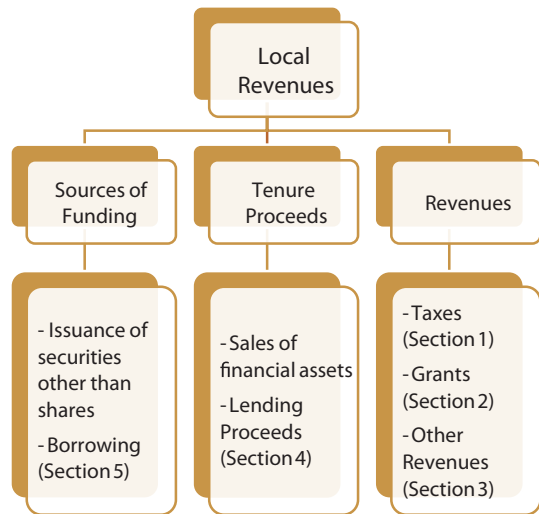 Local
Revenues
Sources of
Funding
Tenure
Proceeds
Revenues
- Issuance of
securities
other than
shares
- Borrowing
(Section 5)
- Sales of
financial assets
- Lending
Proceeds
(Section 4)
- Taxes
(Section 1)
- Grants
(Section 2)
- Other
Revenues
(Section 3)